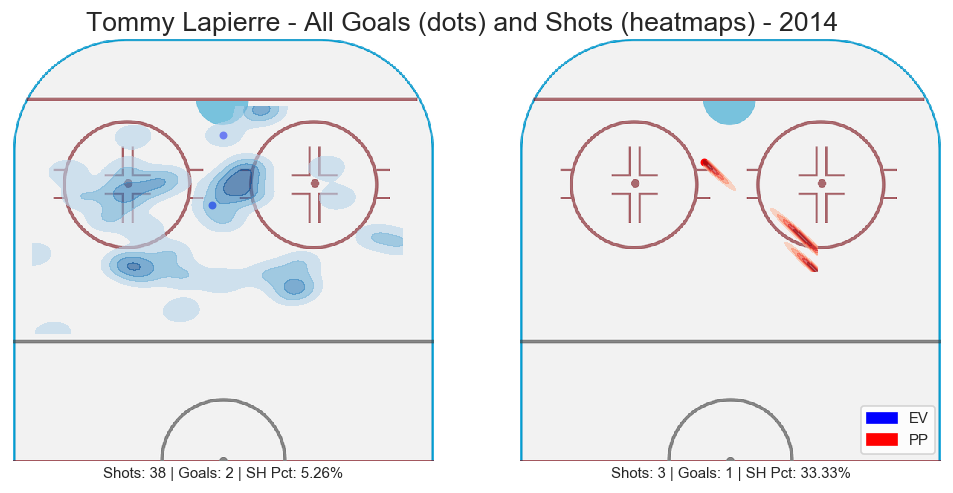 Tommy Lapierre - All Goals (dots) and Shots (heatmaps) - 2014
EV
PP
Shots: 38 | Goals: 2 | SH Pct: 5.26%
Shots: 3 | Goals: 1 | SH Pct: 33.33%